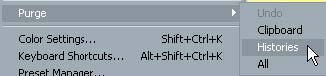 Purge
Undo
Clipboard
Color Settings... Shift+Ctrl+K
Histories
Keyboard Shortcuts... Alt+Shift+Ctrl+K
All
Preset Manager...